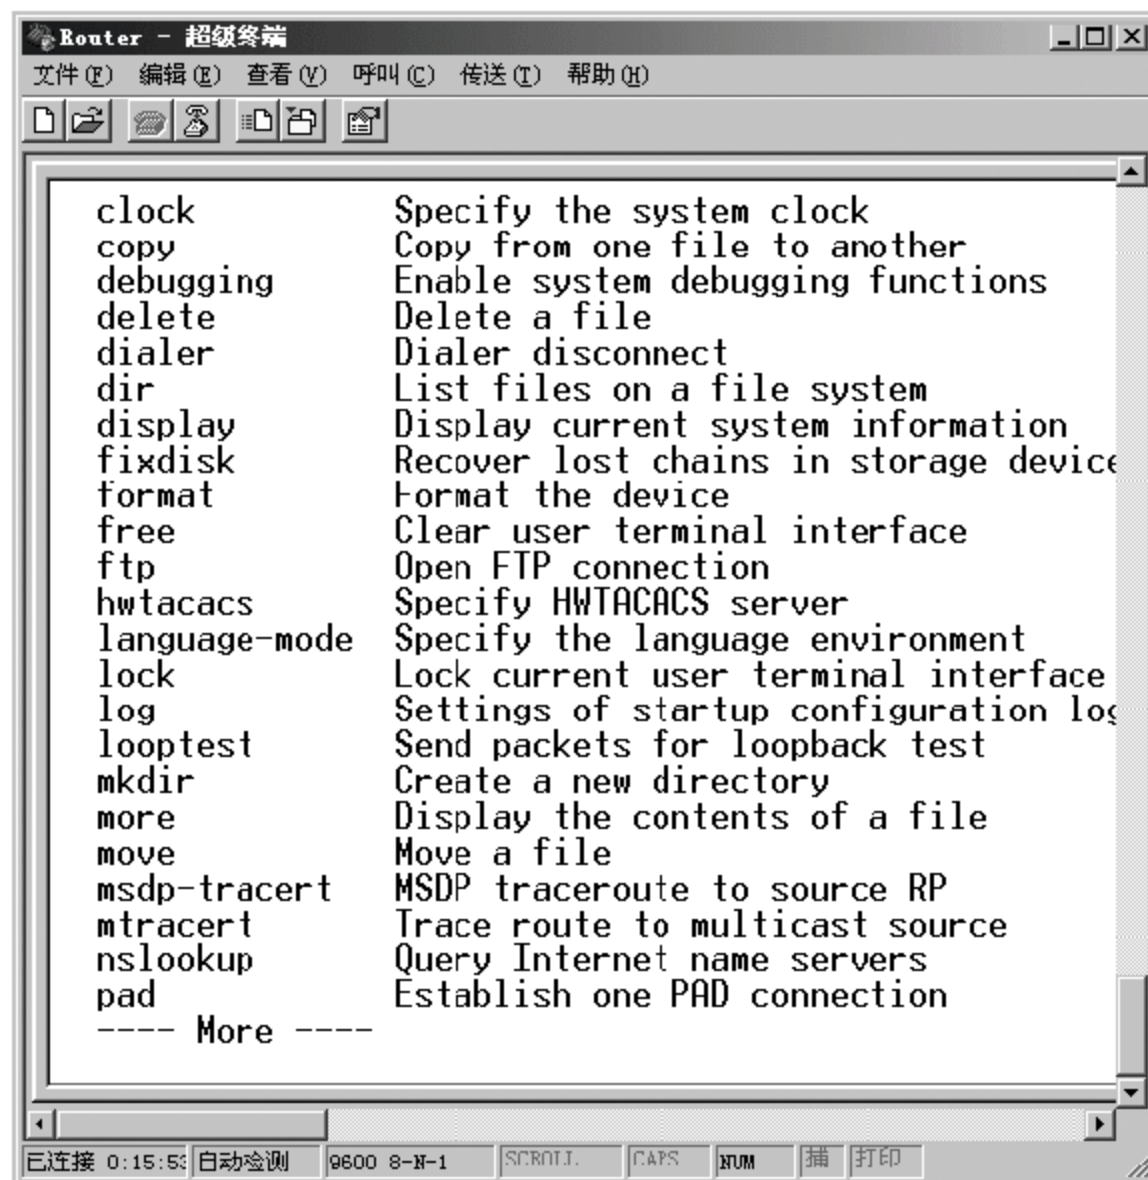 Router - 超级终端
文件(F) 编辑(E) 查看(V) 呼叫(C) 传送(T) 帮助(H)
clock Specify the system clock
copy Copy from one file to another
debugging Enable system debugging functions
delete Delete a file
dialer Dialer disconnect
dir List files on a file system
display Display current system information
fixdisk Recover lost chains in storage device
format Format the device
free Clear user terminal interface
ftp Open FTP connection
hwtacacs Specify HWTACACS server
language-mode Specify the language environment
lock Lock current user terminal interface
log Settings of startup configuration log
looptest Send packets for loopback test
mkdir Create a new directory
more Display the contents of a file
move Move a file
msdp-tracert MSDP traceroute to source RP
mtracert Trace route to multicast source
nslookup Query Internet name servers
pad Establish one PAD connection
---- More ----
已连接 0:15:53 自动检测 9600 8-N-1 SCROLL CAPS NUM 捕 打印